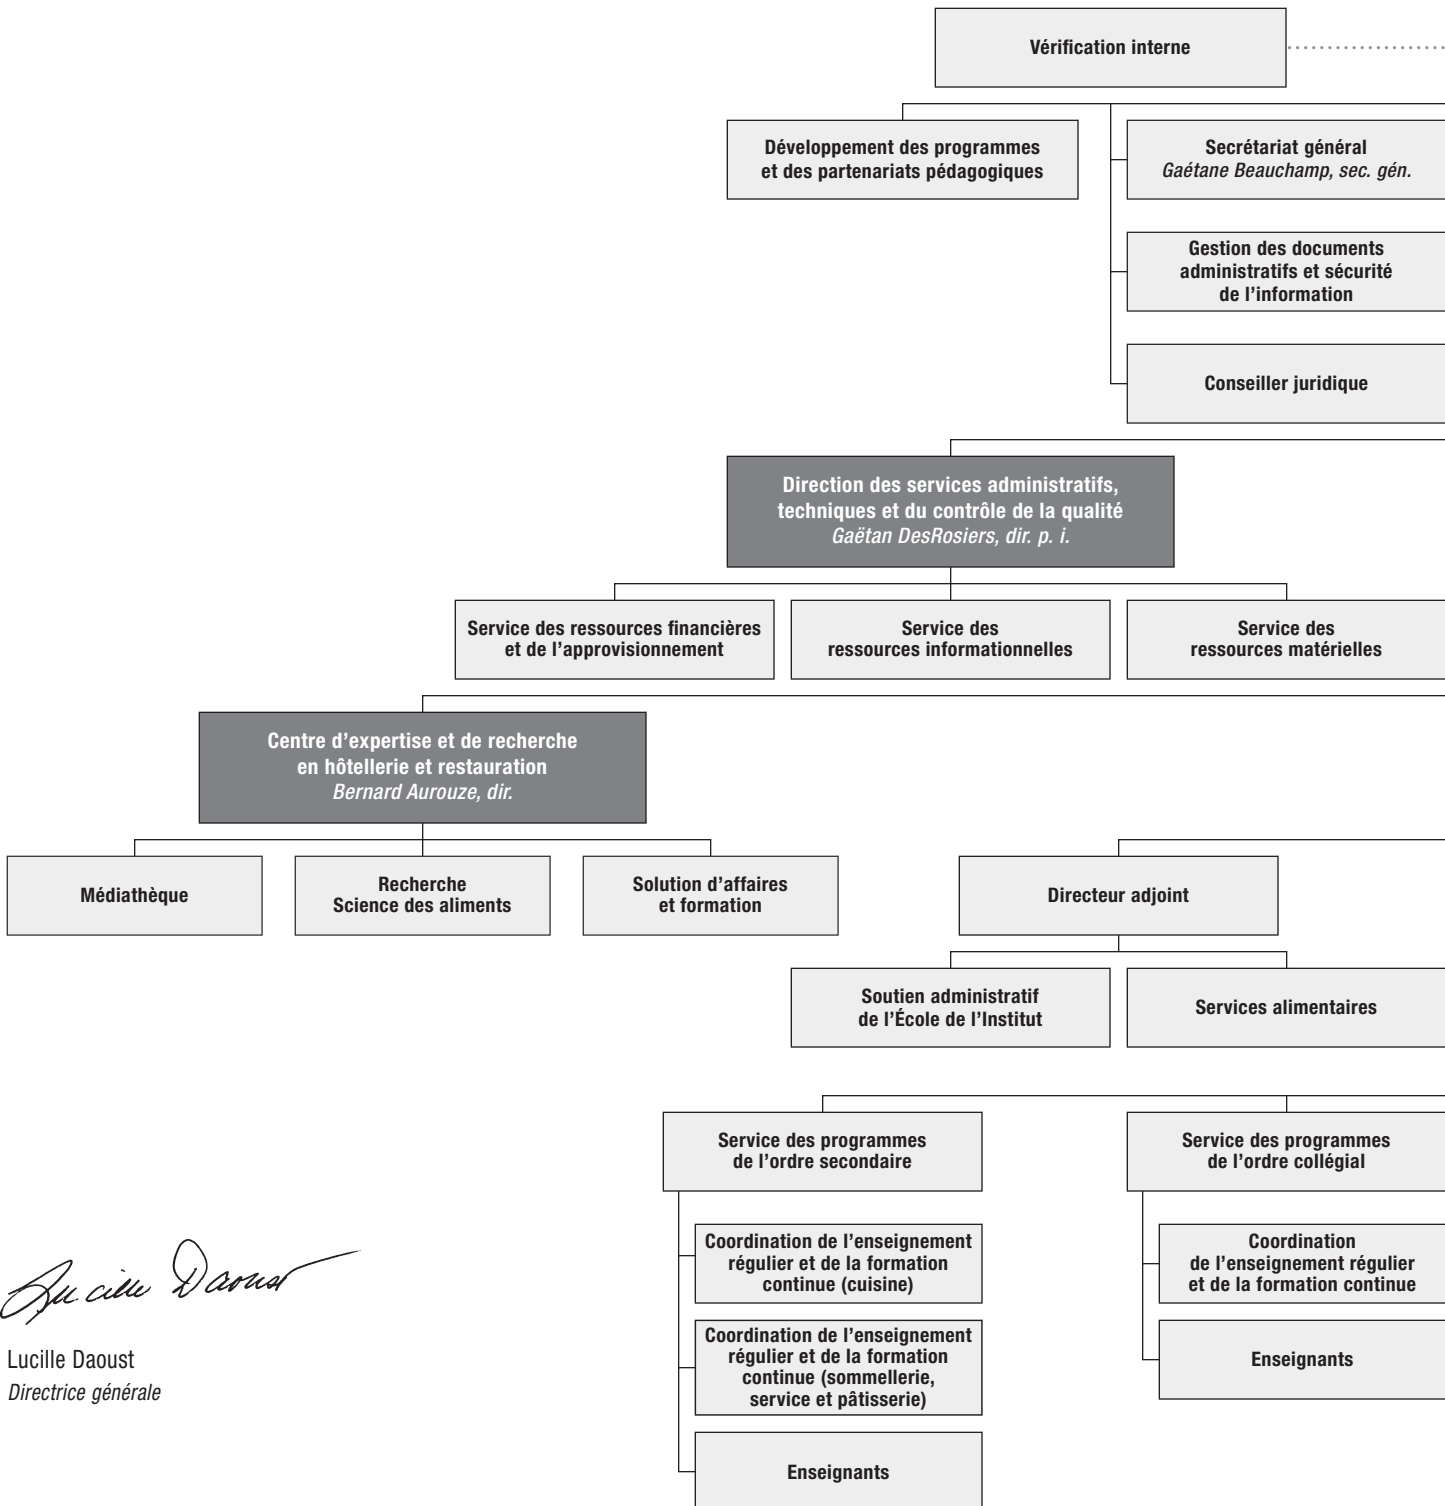 Vérification interne
Développement des programmes
et des partenariats pédagogiques
Secrétariat général
Gaétane Beauchamp, sec. gén.
Gestion des documents
administratifs et sécurité
de l'information
Conseiller juridique
Direction des services administratifs,
techniques et du contrôle de la qualité
Gaëtan DesRosiers, dir. p. i.
Service des ressources financières
et de l'approvisionnement
Service des
ressources informationnelles
Service des
ressources matérielles
Centre d'expertise et de recherche
en hôtellerie et restauration
Bernard Aurouze, dir.
Médiathèque
Recherche
Science des aliments
Solution d'affaires
et formation
Directeur adjoint
Soutien administratif
de l'École de l'Institut
Services alimentaires
Service des programmes
de l'ordre secondaire
Coordination de l'enseignement
régulier et de la formation
continue (cuisine)
Coordination de l'enseignement
régulier et de la formation
continue (sommellerie,
service et pâtisserie)
Enseignants
Service des programmes
de l'ordre collégial
Coordination
de l'enseignement régulier
et de la formation continue
Enseignants
Lucille Daoust
Lucille Daoust
Directrice générale